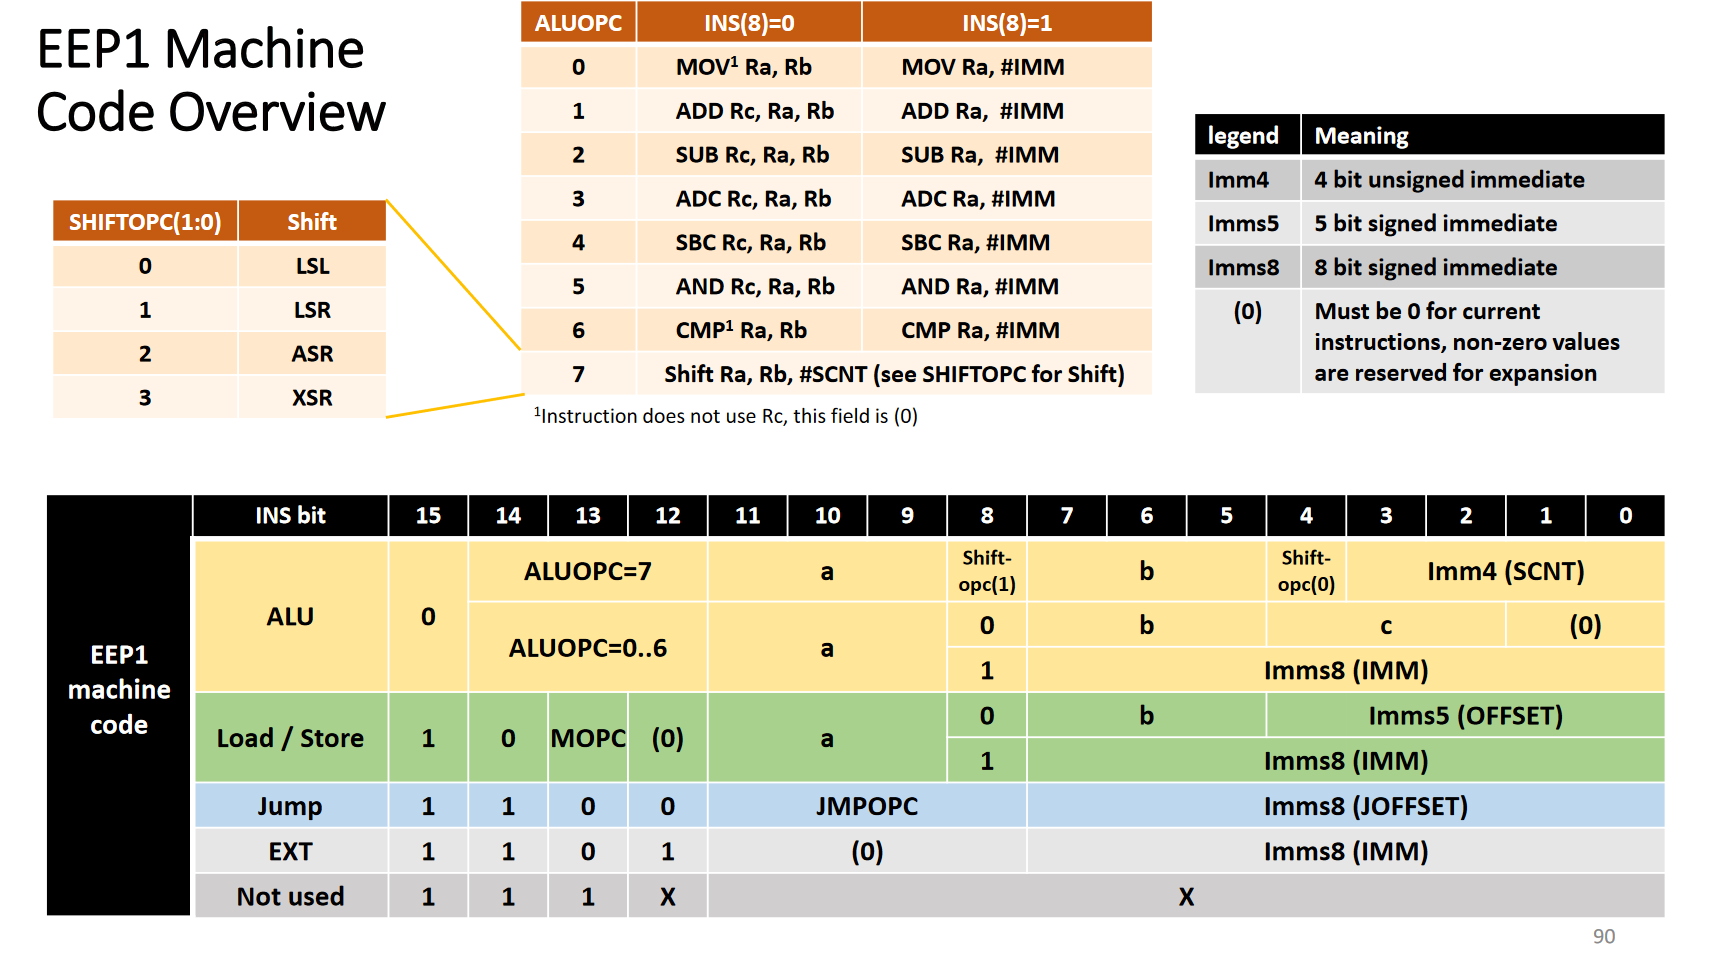 EEP1 Machine
Code Overview
ALUOPC INS(8)=0 INS(8)=1
0 MOV¹ Ra, Rb MOV Ra, #IMM
1 ADD Rc, Ra, Rb ADD Ra, #IMM
2 SUB Rc, Ra, Rb SUB Ra, #IMM
3 ADC Rc, Ra, Rb ADC Ra, #IMM
4 SBC Rc, Ra, Rb SBC Ra, #IMM
5 AND Rc, Ra, Rb AND Ra, #IMM
6 CMP¹ Ra, Rb CMP Ra, #IMM
7 Shift Ra, Rb, #SCNT (see SHIFTOPC for Shift)
¹Instruction does not use Rc, this field is (0)
SHIFTOPC(1:0) Shift
0 LSL
1 LSR
2 ASR
3 XSR
legend Meaning
Imm4 4 bit unsigned immediate
Imms5 5 bit signed immediate
Imms8 8 bit signed immediate
(0) Must be 0 for current
instructions, non-zero values
are reserved for expansion
EEP1
machine
code
INS bit 15 14 13 12 11 10 9 8 7 6 5 4 3 2 1 0
ALU 0 ALUOPC=7 a Shift-
opc(1) b Shift-
opc(0) Imm4 (SCNT)
ALUOPC=0..6 a 0 b c (0)
1 Imms8 (IMM)
Load / Store 1 0 MOPC (0) a 0 b Imms5 (OFFSET)
1 Imms8 (IMM)
Jump 1 1 0 0 JMPOPC Imms8 (JOFFSET)
EXT 1 1 0 1 (0) Imms8 (IMM)
Not used 1 1 1 X X
90